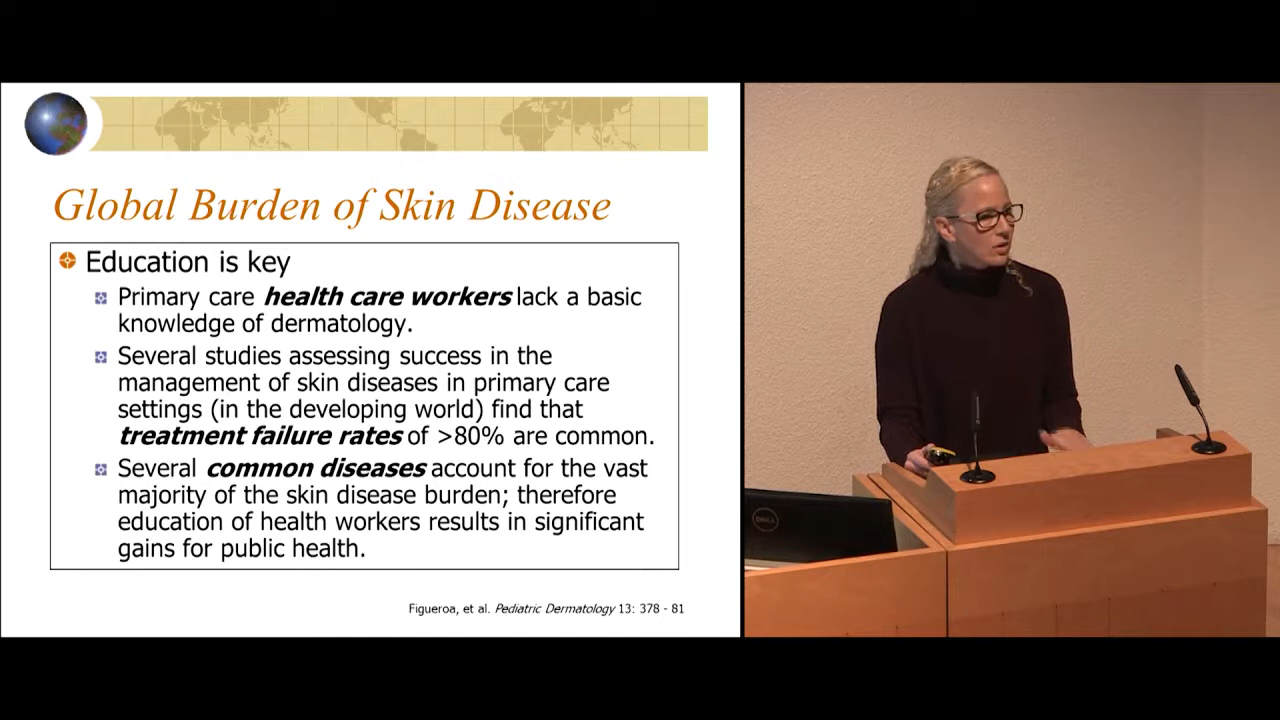 Global Burden of Skin Disease
Education is key
Primary care health care workers lack a basic
knowledge of dermatology.
Several studies assessing success in the
management of skin diseases in primary care
settings (in the developing world) find that
treatment failure rates of >80% are common.
Several common diseases account for the vast
majority of the skin disease burden; therefore
education of health workers results in significant
gains for public health.
Figueroa, et al. Pediatric Dermatology 13: 378 - 81
DELL